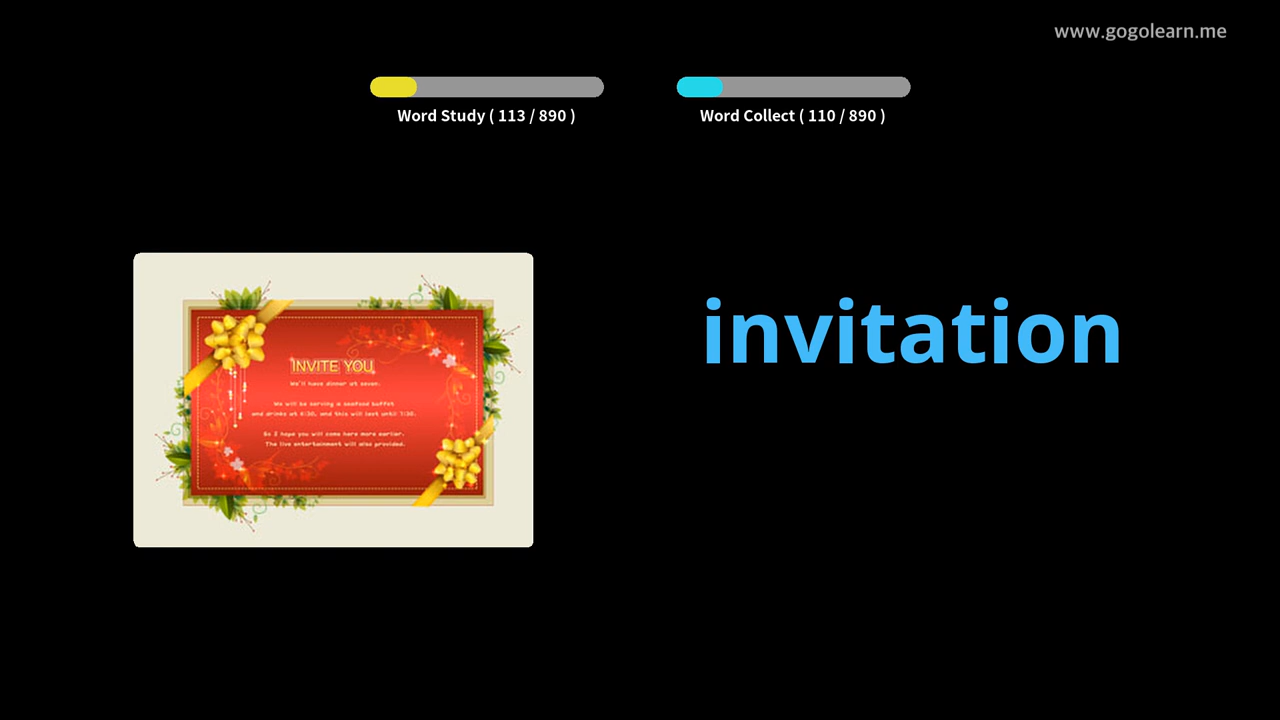 www.gogolearn.me
Word Study ( 113 / 890 )
Word Collect ( 110 / 890 )
invitation
INVITE YOU
We'll have dinner at seven.
We will be serving a seafood buffet
and drinks at 6:30, and this will last until 7:30.
So I hope you will come here more earlier.
The live entertainment will also provided.